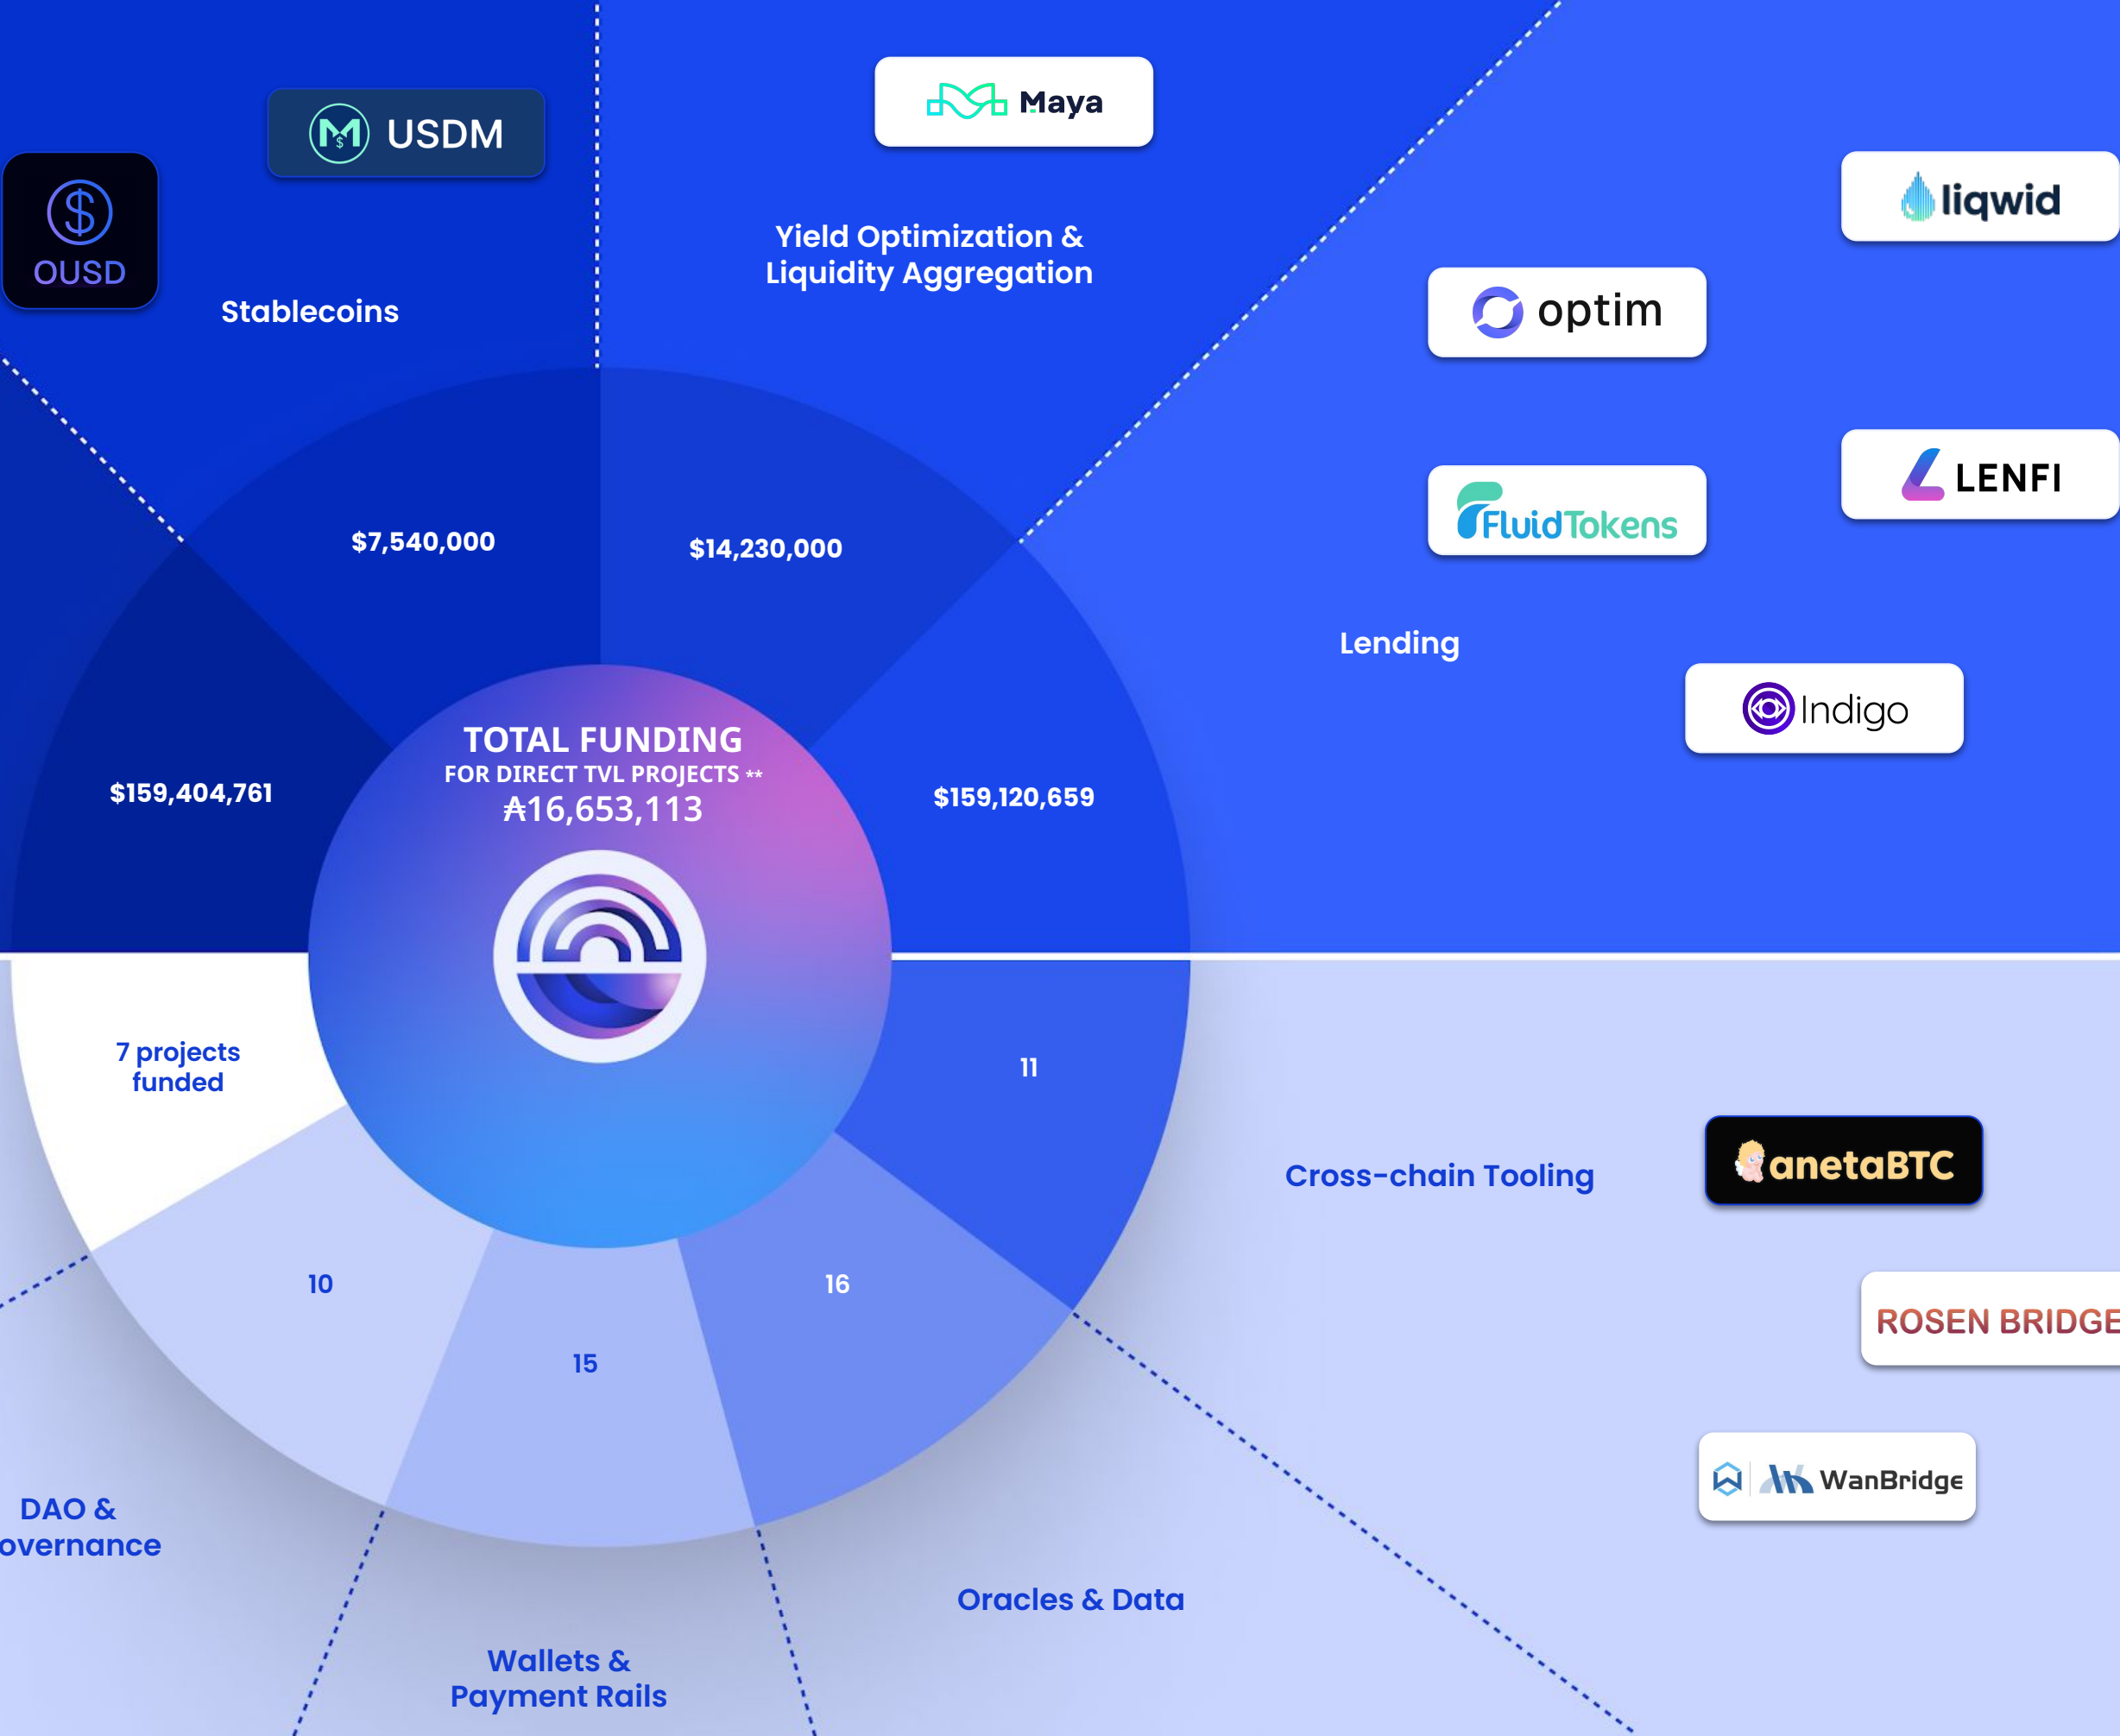 USDM
OUSD
Stablecoins
Maya
Yield Optimization &
Liquidity Aggregation
liqwid
optim
LENFI
FluidTokens
Lending
Indigo
$7,540,000
$14,230,000
$159,404,761
$159,120,659
TOTAL FUNDING
FOR DIRECT TVL PROJECTS **
₳16,653,113
7 projects
funded
11
10
16
15
Cross-chain Tooling
anetaBTC
ROSEN BRIDGE
WanBridge
DAO &
overnance
Oracles & Data
Wallets &
Payment Rails